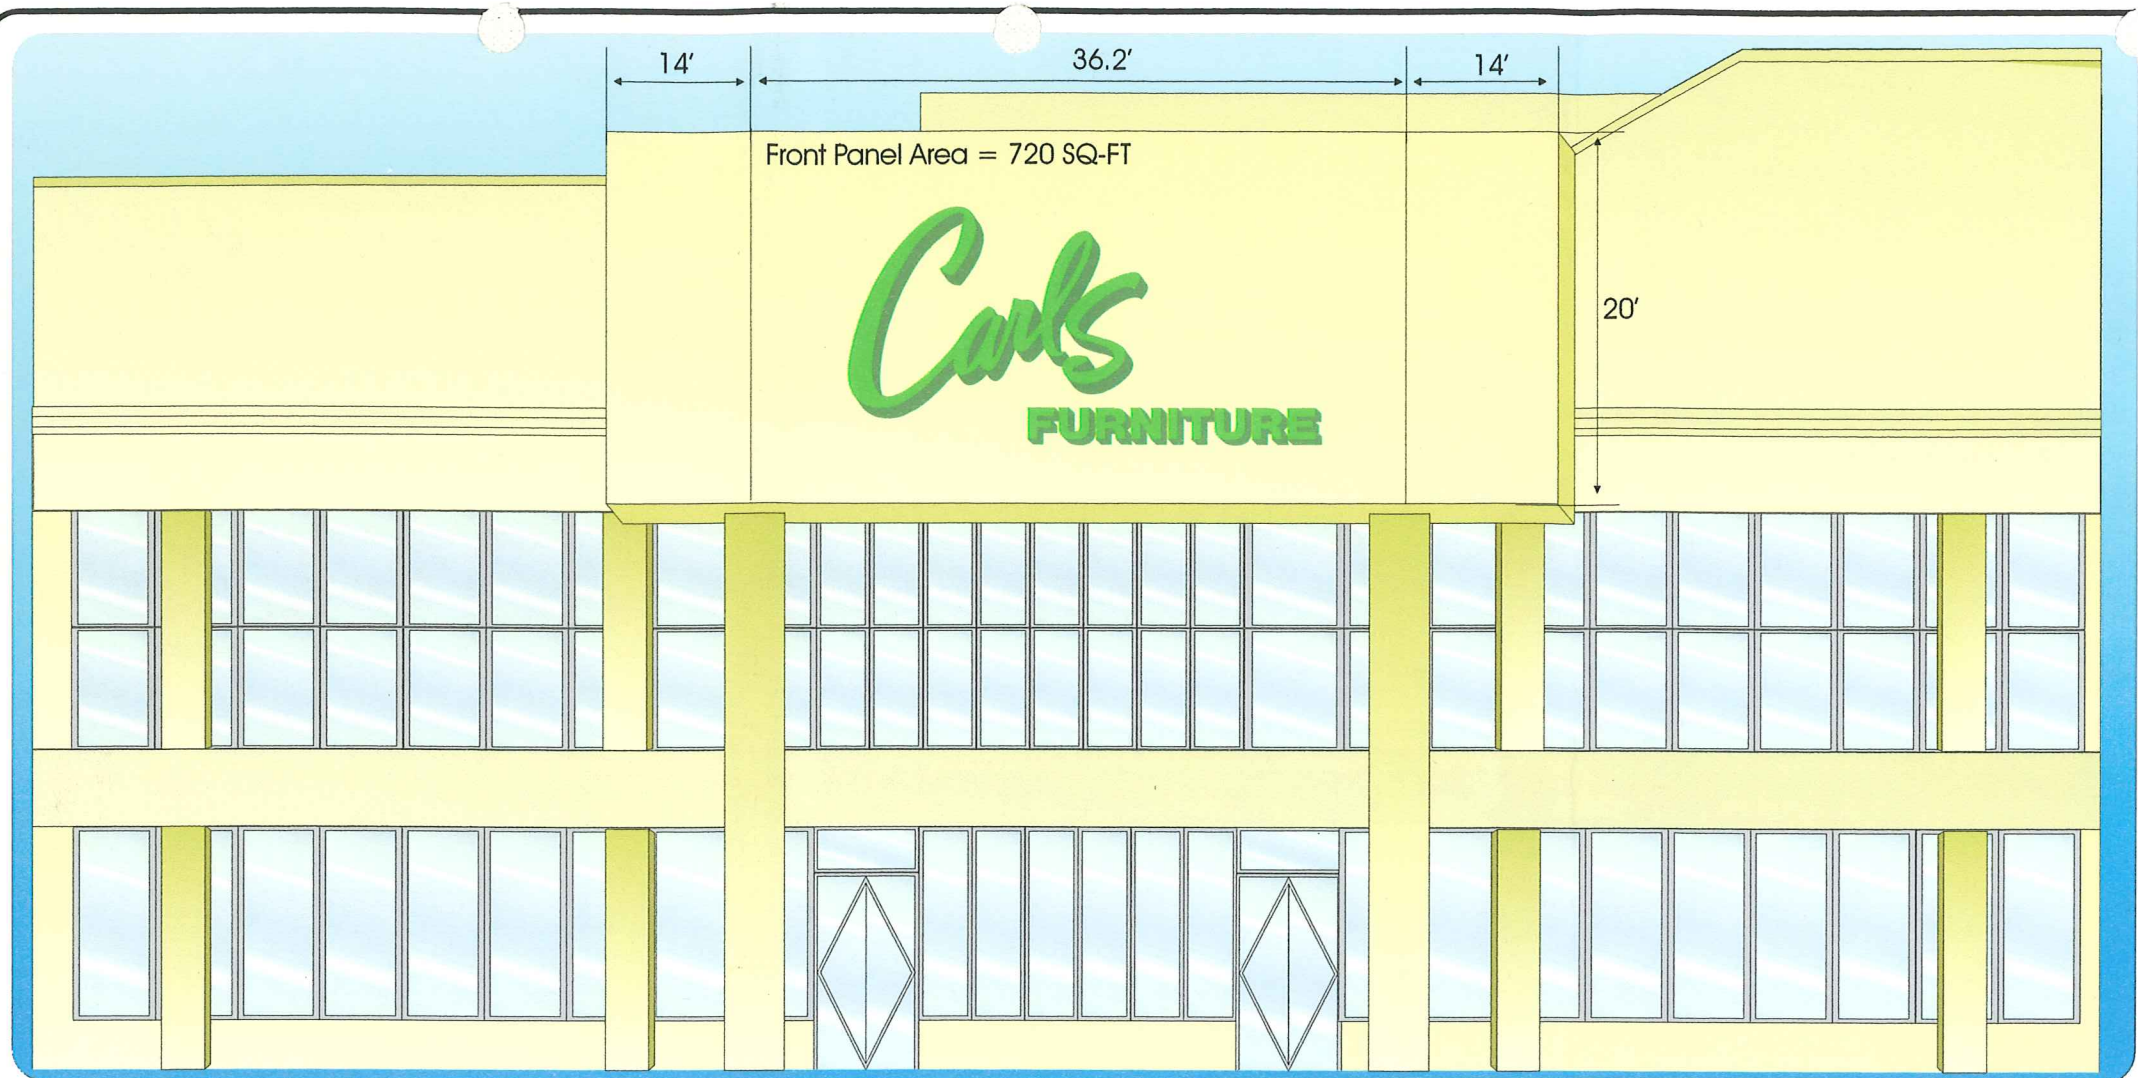 14' 36.2' 14'
Front Panel Area = 720 SQ-FT
Carls
FURNITURE
20'